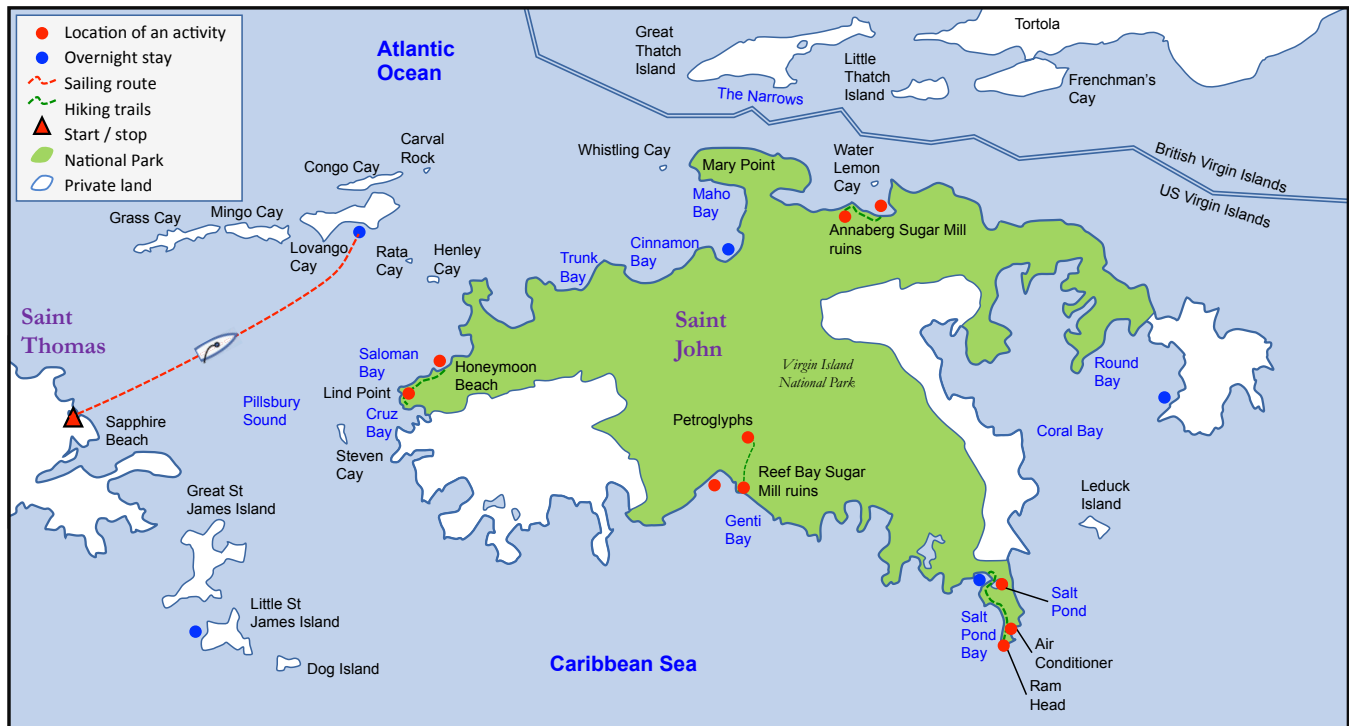 Location of an activity
Overnight stay
Sailing route
Hiking trails
Start / stop
National Park
Private land
Atlantic
Ocean
Great
Thatch
Island
Tortola
Little
Thatch
Island
Frenchman's
Cay
The Narrows
British Virgin Islands
US Virgin Islands
Carval
Rock
Congo Cay
Whistling Cay
Mary Point
Water
Lemon
Cay
Grass Cay
Mingo Cay
Maho
Bay
Annaberg Sugar Mill
ruins
Lovango
Cay
Rata
Cay
Henley
Cay
Trunk
Bay
Cinnamon
Bay
Saint
Thomas
Saint
John
Virgin Island
National Park
Saloman
Bay
Honeymoon
Beach
Round
Bay
Lind Point
Pillsbury
Sound
Cruz
Bay
Sapphire
Beach
Petroglyphs
Coral Bay
Steven
Cay
Reef Bay Sugar
Mill ruins
Great St
James Island
Genti
Bay
Leduck
Island
Little St
James Island
Salt
Pond
Salt
Pond
Bay
Air
Conditioner
Dog Island
Caribbean Sea
Ram
Head